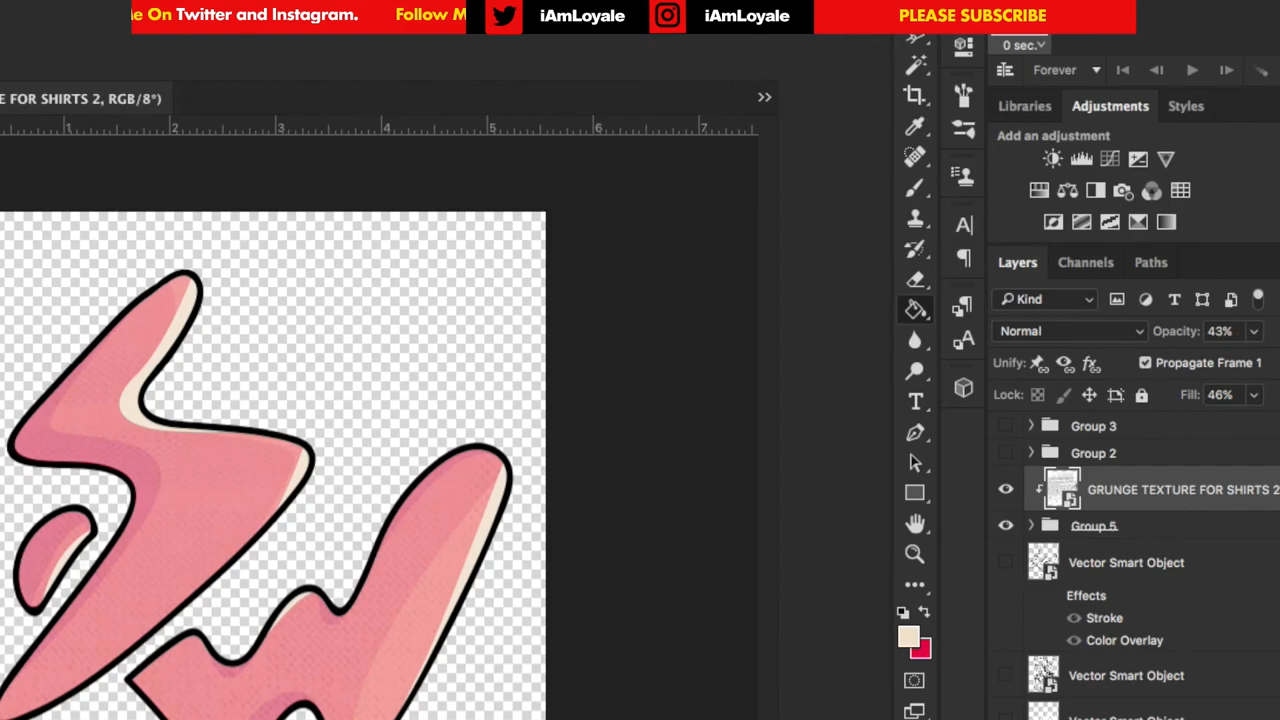 e On Twitter and Instagram. Follow M iAmLoyale iAmLoyale PLEASE SUBSCRIBE
0 sec.
Forever
E FOR SHIRTS 2, RGB/8*)
Libraries Adjustments Styles
1 2 3 4 5 6 7
Add an adjustment
Layers Channels Paths
Kind
Normal Opacity: 43%
Unify: Propagate Frame 1
Lock: Fill: 46%
Group 3
Group 2
GRUNGE TEXTURE FOR SHIRTS 2
Group 5
Vector Smart Object
Effects
Stroke
Color Overlay
Vector Smart Object